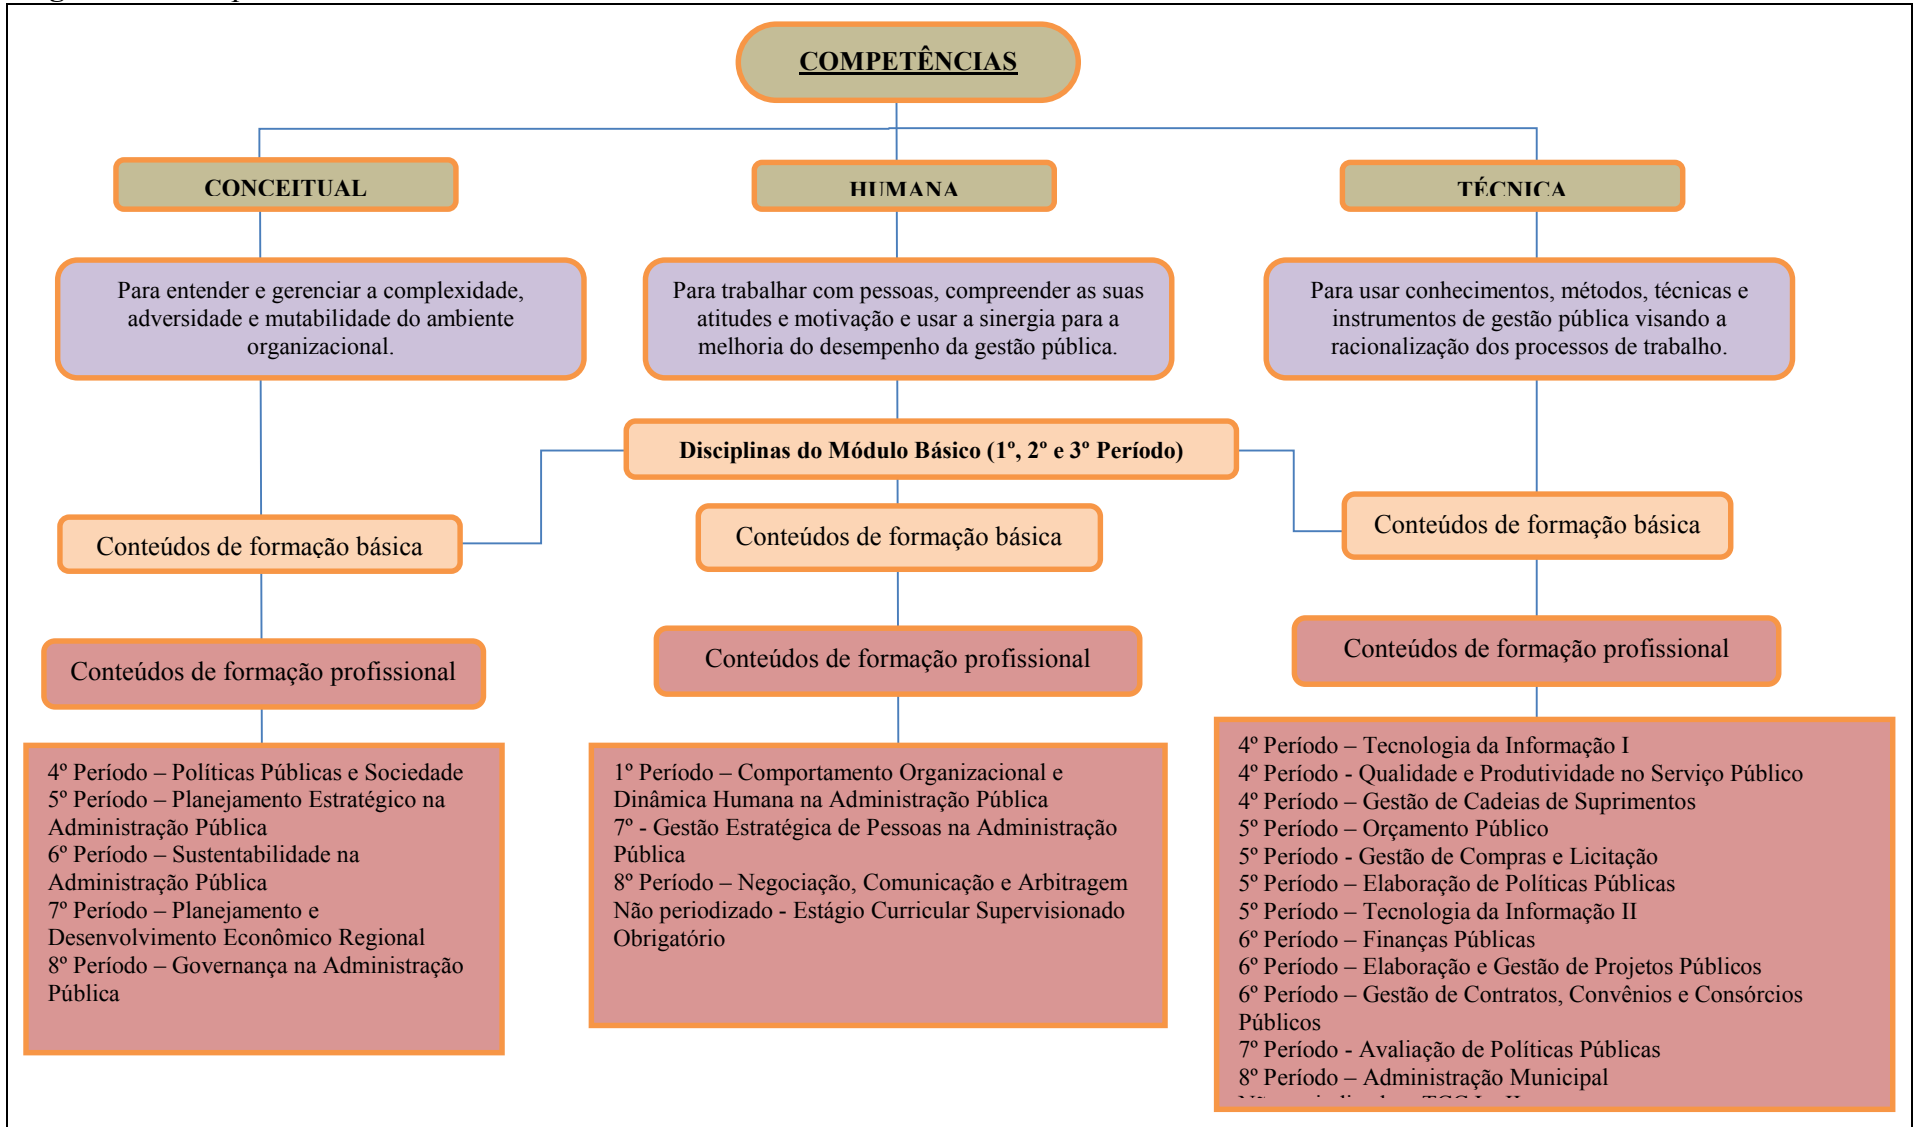 COMPETÊNCIAS
CONCEITUAL
HUMANA
TÉCNICA
Para entender e gerenciar a complexidade,
adversidade e mutabilidade do ambiente
organizacional.
Para trabalhar com pessoas, compreender as suas
atitudes e motivação e usar a sinergia para a
melhoria do desempenho da gestão pública.
Para usar conhecimentos, métodos, técnicas e
instrumentos de gestão pública visando a
racionalização dos processos de trabalho.
Disciplinas do Módulo Básico (1º, 2º e 3º Período)
Conteúdos de formação básica
Conteúdos de formação básica
Conteúdos de formação básica
Conteúdos de formação profissional
Conteúdos de formação profissional
Conteúdos de formação profissional
4º Período – Políticas Públicas e Sociedade
5º Período – Planejamento Estratégico na
Administração Pública
6º Período – Sustentabilidade na
Administração Pública
7º Período – Planejamento e
Desenvolvimento Econômico Regional
8º Período – Governança na Administração
Pública
1º Período – Comportamento Organizacional e
Dinâmica Humana na Administração Pública
7º - Gestão Estratégica de Pessoas na Administração
Pública
8º Período – Negociação, Comunicação e Arbitragem
Não periodizado - Estágio Curricular Supervisionado
Obrigatório
4º Período – Tecnologia da Informação I
4º Período - Qualidade e Produtividade no Serviço Público
4º Período – Gestão de Cadeias de Suprimentos
5º Período – Orçamento Público
5º Período - Gestão de Compras e Licitação
5º Período – Elaboração de Políticas Públicas
5º Período – Tecnologia da Informação II
6º Período – Finanças Públicas
6º Período – Elaboração e Gestão de Projetos Públicos
6º Período – Gestão de Contratos, Convênios e Consórcios
Públicos
7º Período - Avaliação de Políticas Públicas
8º Período – Administração Municipal